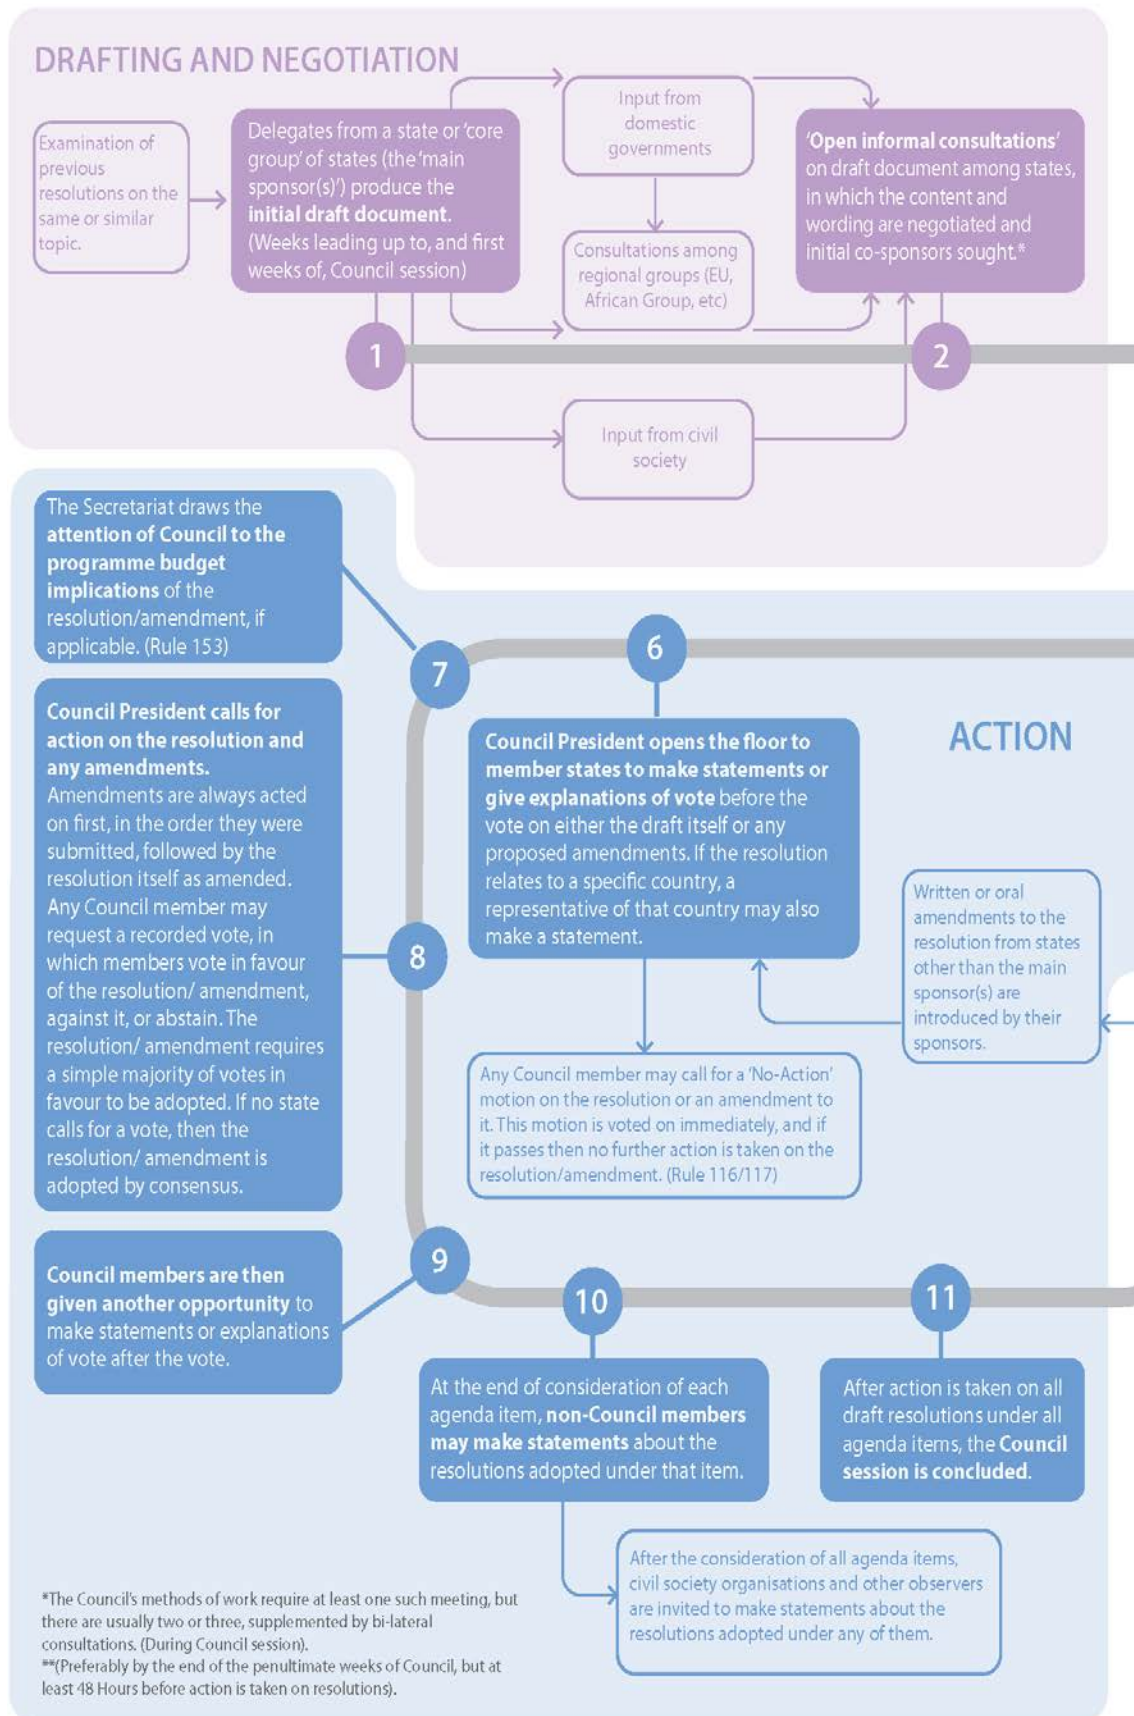 DRAFTING AND NEGOTIATION
Examination of
previous
resolutions on the
same or similar
topic.
Delegates from a state or ‘core
group’ of states (the ‘main
sponsor(s)’) produce the
initial draft document.
(Weeks leading up to, and first
weeks of, Council session)
Input from
domestic
governments
Consultations among
regional groups (EU,
African Group, etc)
‘Open informal consultations’
on draft document among states,
in which the content and
wording are negotiated and
initial co-sponsors sought.*
1
2
Input from civil
society
The Secretariat draws the
attention of Council to the
programme budget
implications of the
resolution/amendment, if
applicable. (Rule 153)
7
6
Council President opens the floor to
member states to make statements or
give explanations of vote before the
vote on either the draft itself or any
proposed amendments. If the resolution
relates to a specific country, a
representative of that country may also
make a statement.
ACTION
Written or oral
amendments to the
resolution from states
other than the main
sponsor(s) are
introduced by their
sponsors.
Any Council member may call for a ‘No-Action’
motion on the resolution or an amendment to
it. This motion is voted on immediately, and if
it passes then no further action is taken on the
resolution/amendment. (Rule 116/117)
Council President calls for
action on the resolution and
any amendments.
Amendments are always acted
on first, in the order they were
submitted, followed by the
resolution itself as amended.
Any Council member may
request a recorded vote, in
which members vote in favour
of the resolution/ amendment,
against it, or abstain. The
resolution/ amendment requires
a simple majority of votes in
favour to be adopted. If no state
calls for a vote, then the
resolution/ amendment is
adopted by consensus.
8
Council members are then
given another opportunity to
make statements or explanations
of vote after the vote.
9
10
At the end of consideration of each
agenda item, non-Council members
may make statements about the
resolutions adopted under that item.
11
After action is taken on all
draft resolutions under all
agenda items, the Council
session is concluded.
After the consideration of all agenda items,
civil society organisations and other observers
are invited to make statements about the
resolutions adopted under any of them.
*The Council’s methods of work require at least one such meeting, but
there are usually two or three, supplemented by bi-lateral
consultations. (During Council session).
**(Preferably by the end of the penultimate weeks of Council, but at
least 48 Hours before action is taken on resolutions).